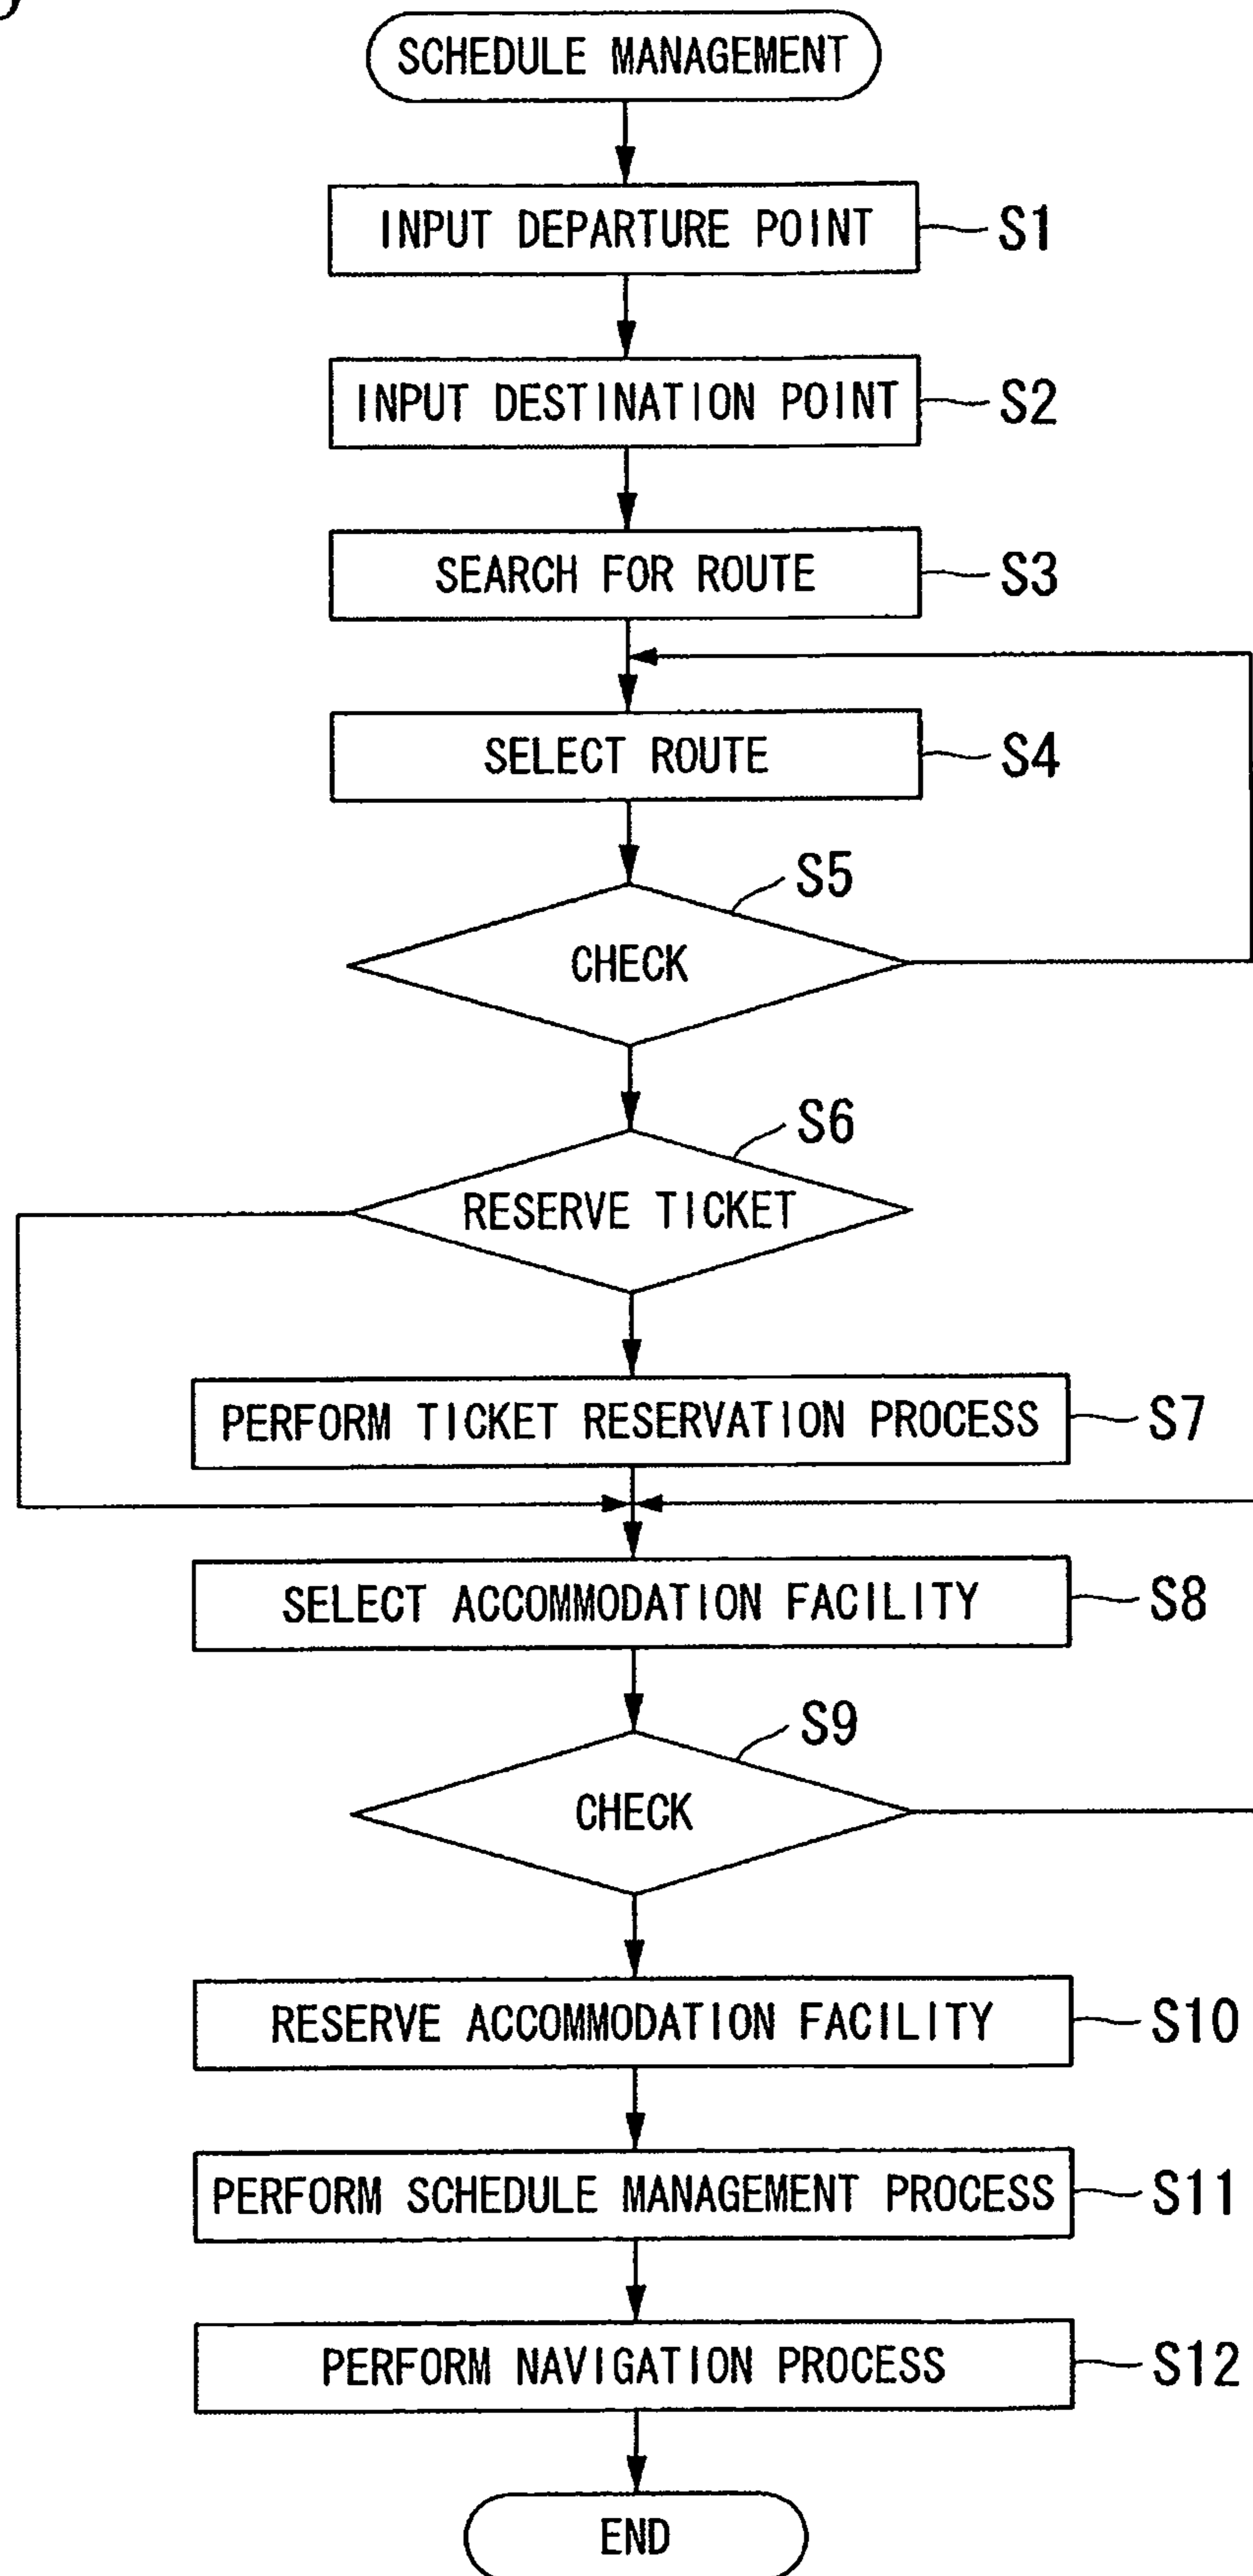 SCHEDULE MANAGEMENT
INPUT DEPARTURE POINT
S1
INPUT DESTINATION POINT
S2
SEARCH FOR ROUTE
S3
SELECT ROUTE
S4
S5
CHECK
S6
RESERVE TICKET
PERFORM TICKET RESERVATION PROCESS
S7
SELECT ACCOMMODATION FACILITY
S8
S9
CHECK
RESERVE ACCOMMODATION FACILITY
S10
PERFORM SCHEDULE MANAGEMENT PROCESS
S11
PERFORM NAVIGATION PROCESS
S12
END